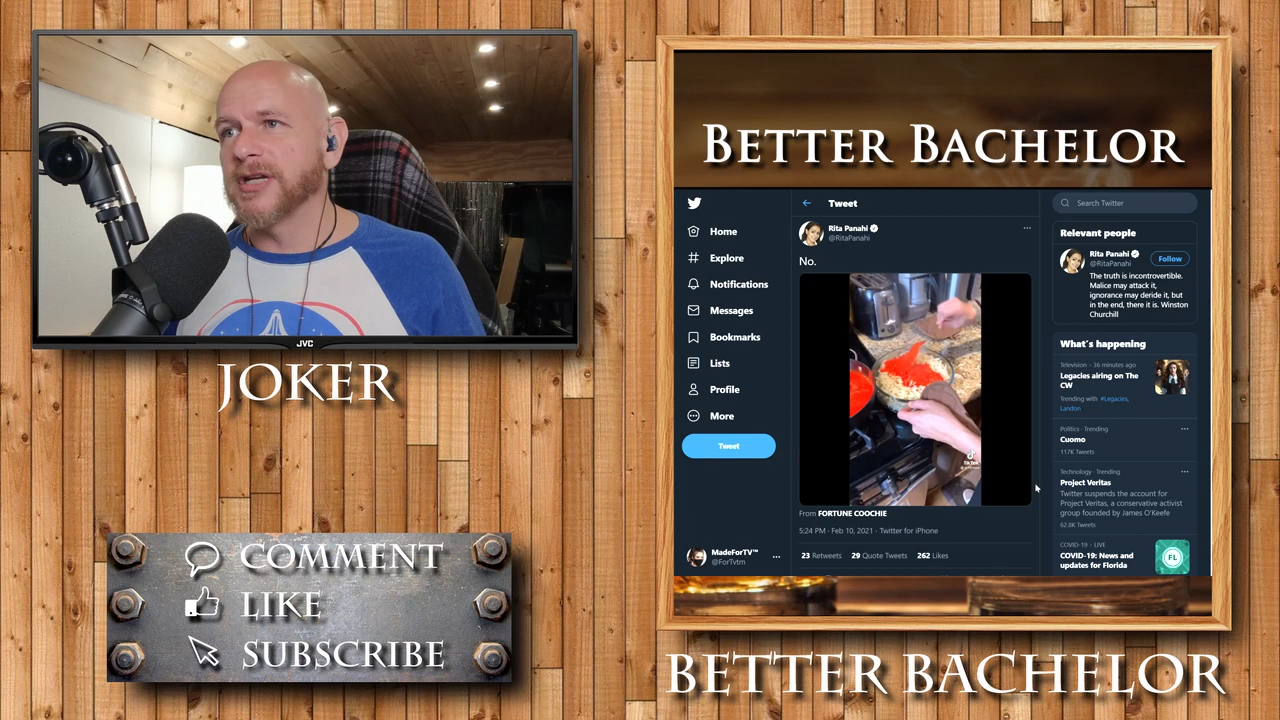 JVC
JOKER
COMMENT
LIKE
SUBSCRIBE
BETTER BACHELOR
Home
Explore
Notifications
Messages
Bookmarks
Lists
Profile
More
Tweet
MadeForTV™
@ForTvtm
Tweet
Rita Panahi
@RitaPanahi
No.
From FORTUNE COOCHIE
5:24 PM · Feb 10, 2021 · Twitter for iPhone
23 Retweets 29 Quote Tweets 262 Likes
Search Twitter
Relevant people
Rita Panahi
@RitaPanahi
Follow
The truth is incontrovertible.
Malice may attack it,
ignorance may deride it, but
in the end, there it is. Winston
Churchill
What's happening
Television · 36 minutes ago
Legacies airing on The
CW
Trending with #Legacies,
Landon
Politics · Trending
Cuomo
117K Tweets
Technology · Trending
Project Veritas
Twitter suspends the account for
Project Veritas, a conservative activist
group founded by James O'Keefe
62.8K Tweets
COVID-19 · LIVE
COVID-19: News and
updates for Florida
FL
BETTER BACHELOR